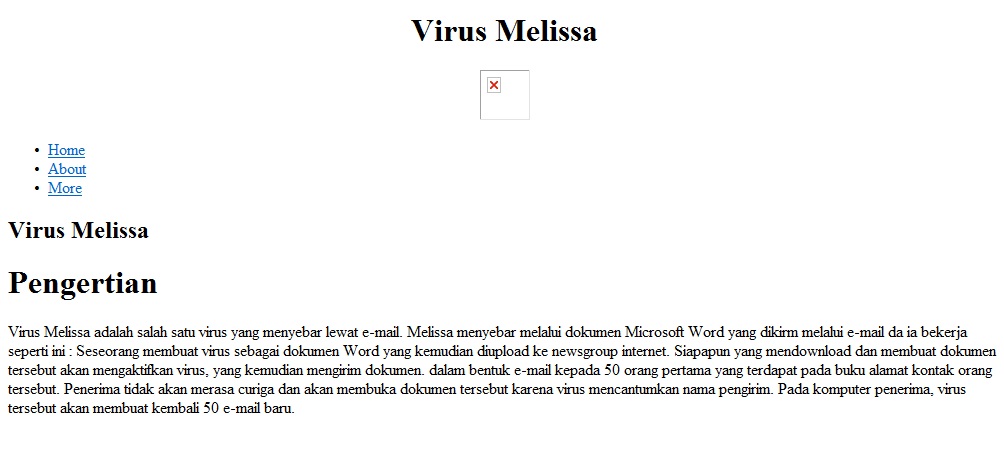 Virus Melissa
Home
About
More
Virus Melissa
Pengertian
Virus Melissa adalah salah satu virus yang menyebar lewat e-mail. Melissa menyebar melalui dokumen Microsoft Word yang dikirm melalui e-mail da ia bekerja
seperti ini : Seseorang membuat virus sebagai dokumen Word yang kemudian diupload ke newsgroup internet. Siapapun yang mendownload dan membuat dokumen
tersebut akan mengaktifkan virus, yang kemudian mengirim dokumen. dalam bentuk e-mail kepada 50 orang pertama yang terdapat pada buku alamat kontak orang
tersebut. Penerima tidak akan merasa curiga dan akan membuka dokumen tersebut karena virus mencantumkan nama pengirim. Pada komputer penerima, virus
tersebut akan membuat kembali 50 e-mail baru.